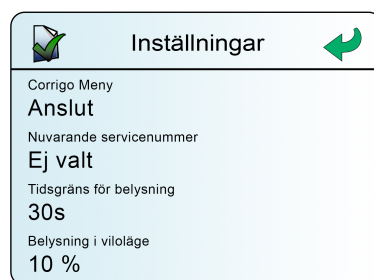 Inställningar
Corrigo Meny
Anslut
Nuvarande servicenummer
Ej valt
Tidsgräns för belysning
30s
Belysning i viloläge
10 %